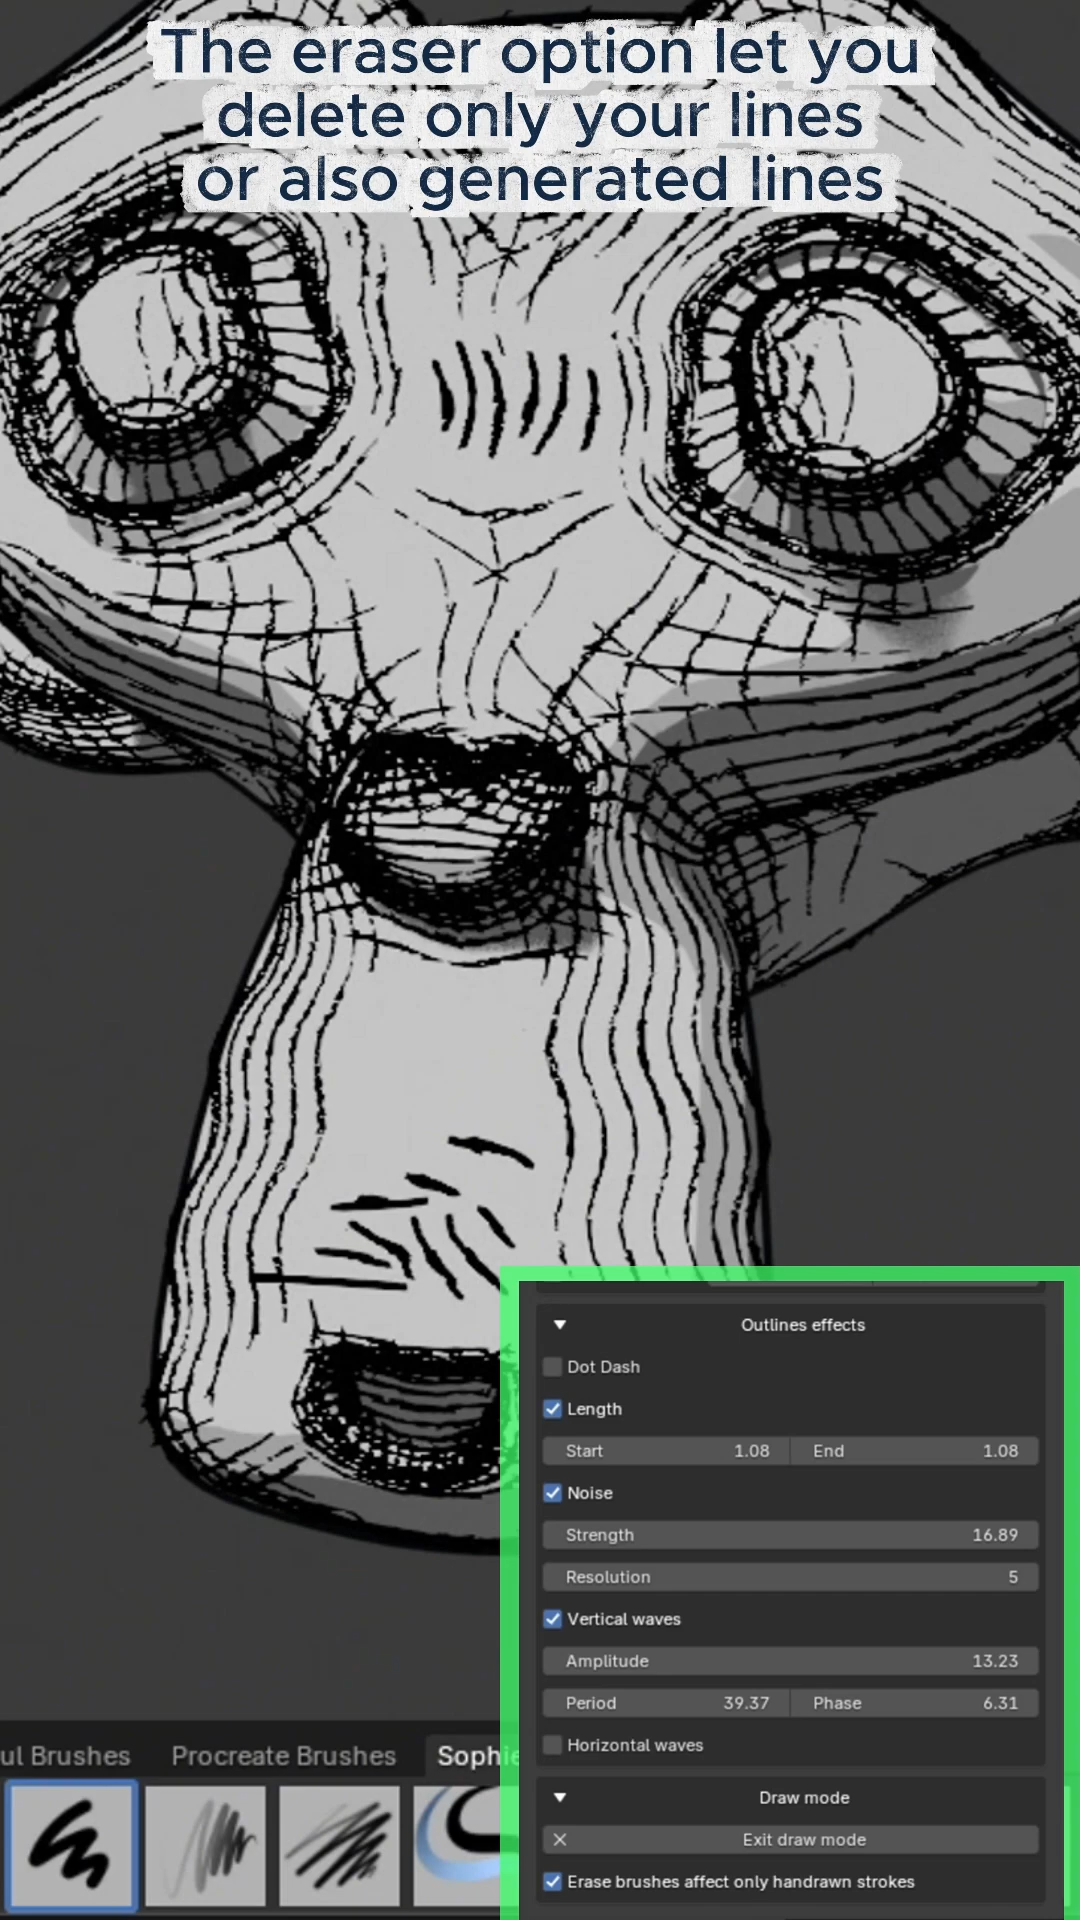 The eraser option let you
delete only your lines
or also generated lines
Outlines effects
Dot Dash
Length
Start 1.08 End 1.08
Noise
Strength 16.89
Resolution 5
Vertical waves
Amplitude 13.23
Period 39.37 Phase 6.31
Horizontal waves
ul Brushes Procreate Brushes Sophie
Draw mode
Exit draw mode
Erase brushes affect only handrawn strokes